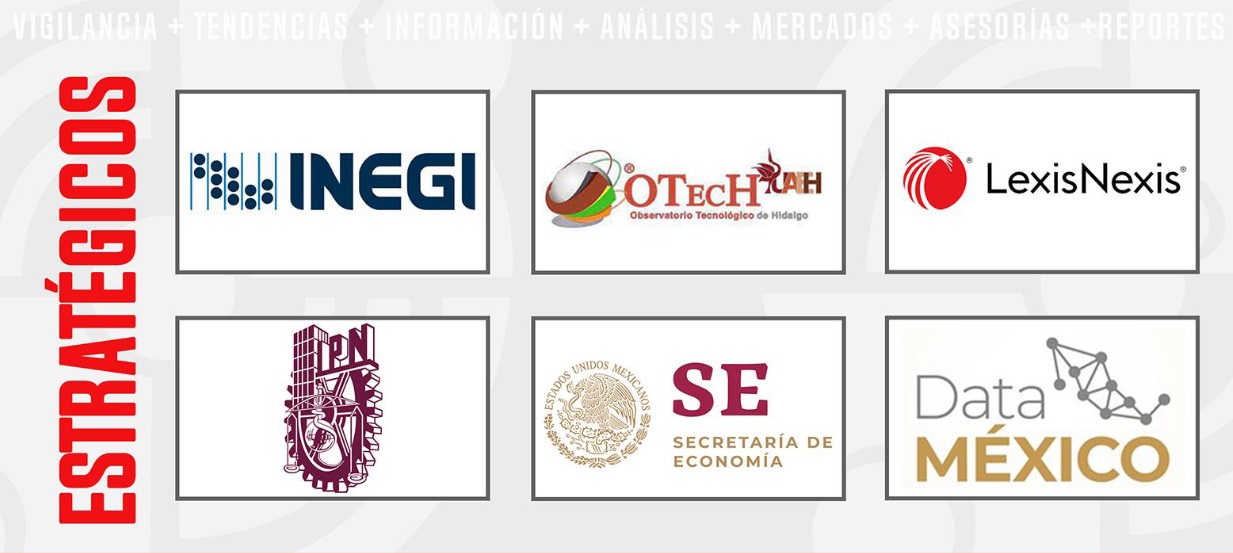 VIGILANCIA + TENDENCIAS + INFORMACIÓN + ANÁLISIS + MERCADOS + ASESORÍAS +REPORTES
ESTRATÉGICOS
INEGI
®OTECH UAEH
Observatorio Tecnológico de Hidalgo
® LexisNexis®
IPN
ESTADOS UNIDOS MEXICANOS
SE
SECRETARÍA DE
ECONOMÍA
Data
MÉXICO